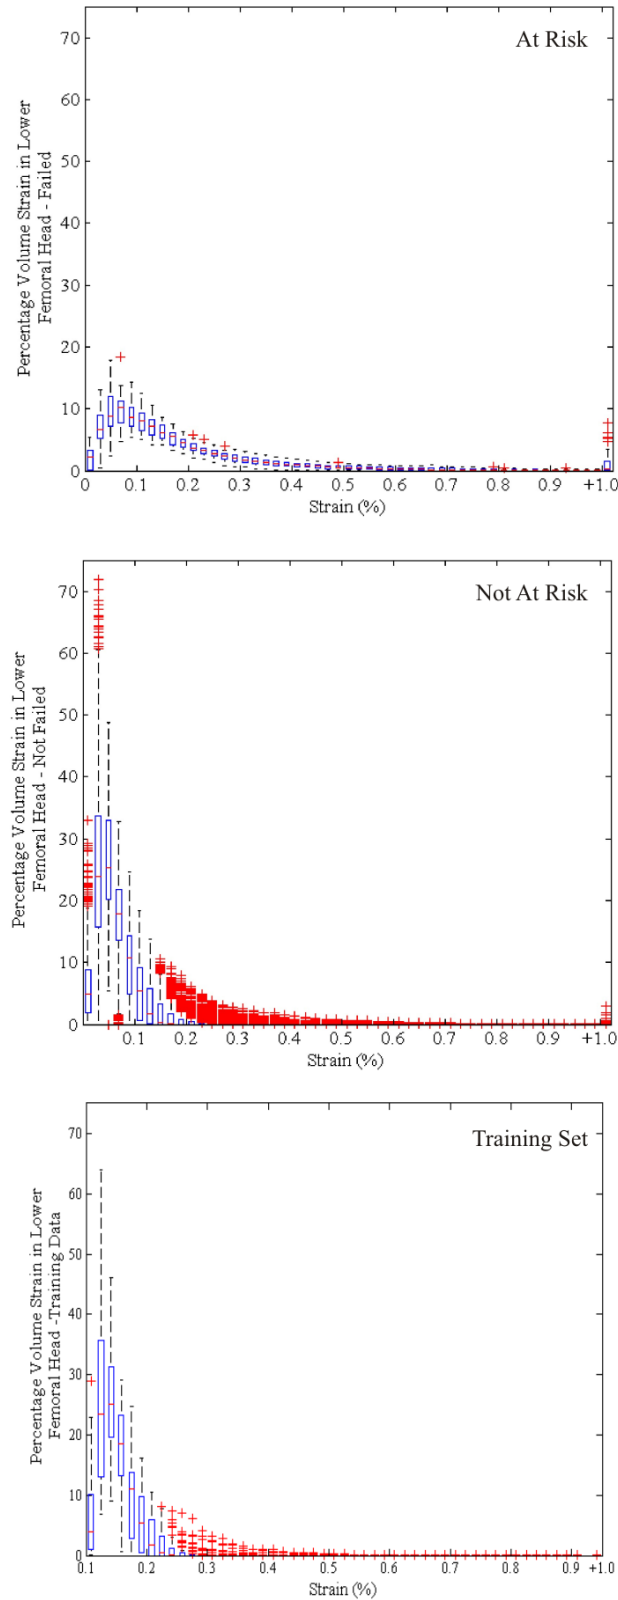 At Risk
Percentage Volume Strain in Lower
Femoral Head - Failed
70
60
50
40
30
20
10
0
0 0.1 0.2 0.3 0.4 0.5 0.6 0.7 0.8 0.9 +1.0
Strain (%)
Not At Risk
Percentage Volume Strain in Lower
Femoral Head - Not Failed
70
60
50
40
30
20
10
0
0.1 0.2 0.3 0.4 0.5 0.6 0.7 0.8 0.9 +1.0
Strain (%)
Training Set
Percentage Volume Strain in Lower
Femoral Head -Training Data
70
60
50
40
30
20
10
0
0.1 0.2 0.3 0.4 0.5 0.6 0.7 0.8 0.9 +1.0
Strain (%)